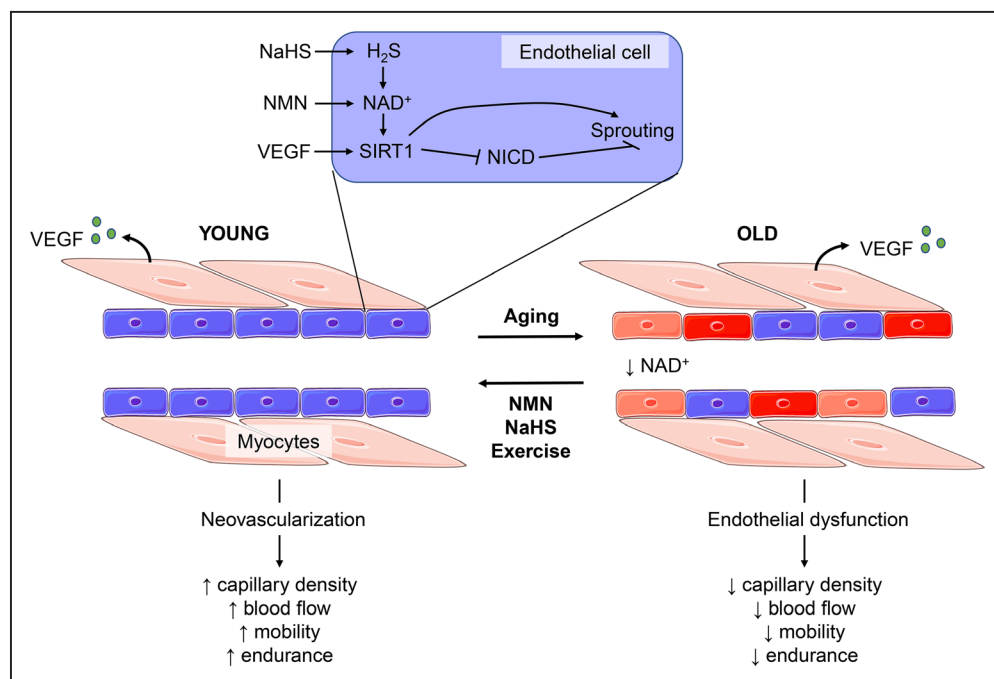 NaHS
H₂S
Endothelial cell
NMN
NAD⁺
VEGF
SIRT1
NICD
Sprouting
VEGF
YOUNG
OLD
VEGF
Aging
↓ NAD⁺
NMN
NaHS
Exercise
Myocytes
Neovascularization
↑ capillary density
↑ blood flow
↑ mobility
↑ endurance
Endothelial dysfunction
↓ capillary density
↓ blood flow
↓ mobility
↓ endurance